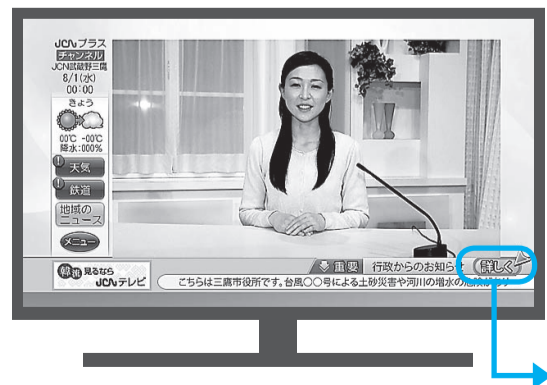 JCNプラス
チャンネル
JCN武蔵野三鷹
8/1(水)
00:00
きょう
00℃ -00℃
降水:000%
! 天気
! 鉄道
地域の
ニュース
メニュー
韓流 見るなら
JCNテレビ
重要 行政からのお知らせ 詳しく
こちらは三鷹市役所です。台風○○号による土砂災害や河川の増水の危険があり